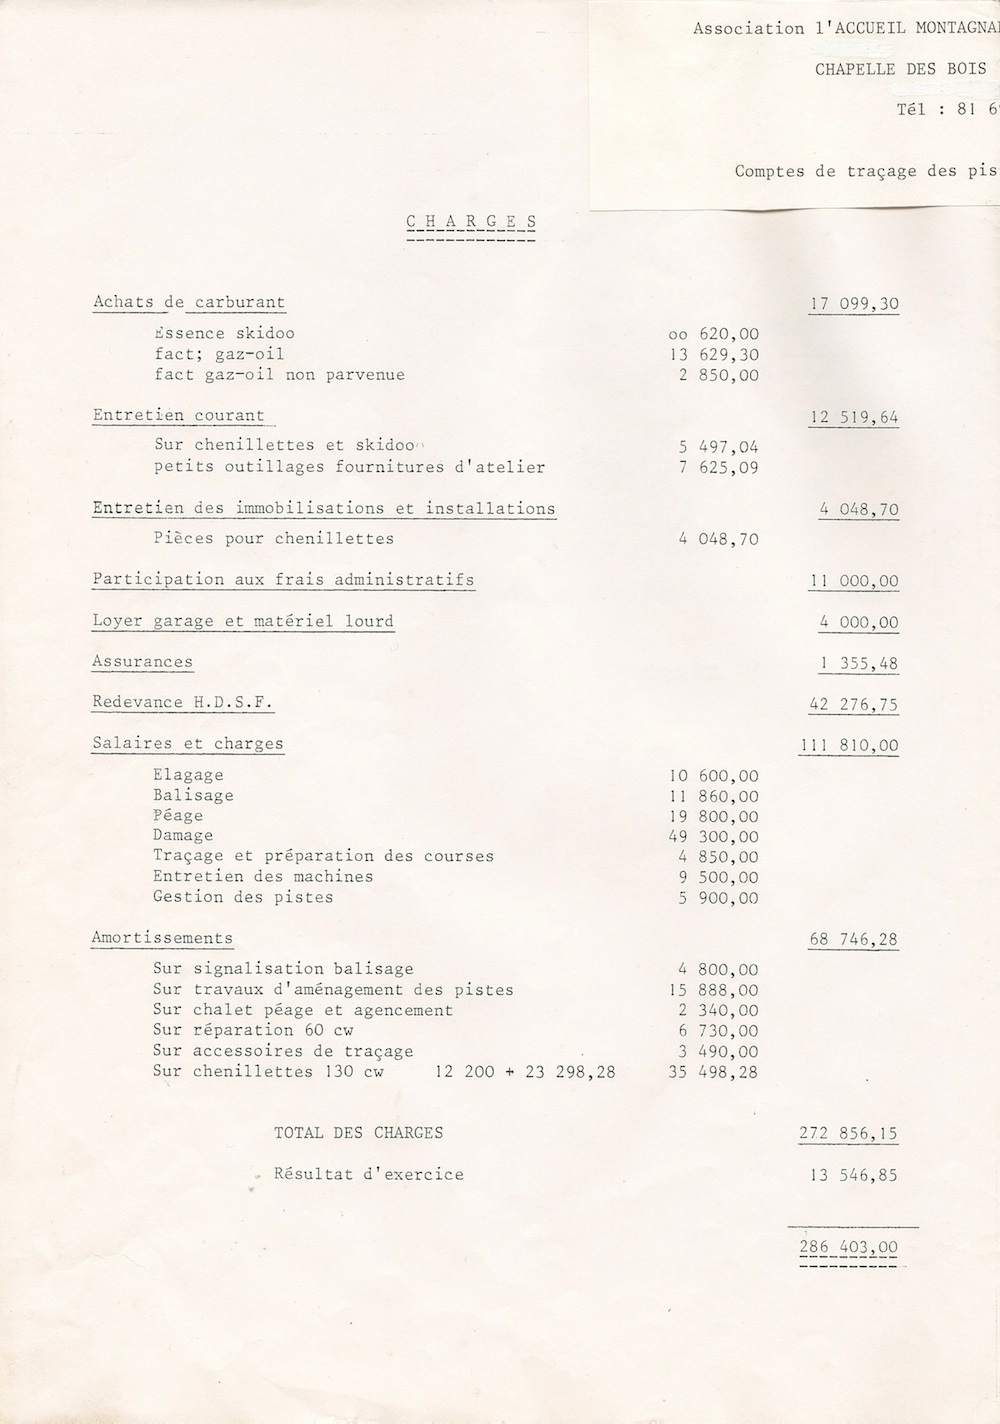 Association l'ACCUEIL MONTAGNA
CHAPELLE DES BOIS
Tél : 81 6
Comptes de traçage des pis
C H A R G E S
Achats de carburant 17 099,30
Essence skidoo oo 620,00
fact; gaz-oil 13 629,30
fact gaz-oil non parvenue 2 850,00
Entretien courant 12 519,64
Sur chenillettes et skidoo 5 497,04
petits outillages fournitures d'atelier 7 625,09
Entretien des immobilisations et installations 4 048,70
Pièces pour chenillettes 4 048,70
Participation aux frais administratifs 11 000,00
Loyer garage et matériel lourd 4 000,00
Assurances 1 355,48
Redevance H.D.S.F. 42 276,75
Salaires et charges 111 810,00
Elagage 10 600,00
Balisage 11 860,00
Péage 19 800,00
Damage 49 300,00
Traçage et préparation des courses 4 850,00
Entretien des machines 9 500,00
Gestion des pistes 5 900,00
Amortissements 68 746,28
Sur signalisation balisage 4 800,00
Sur travaux d'aménagement des pistes 15 888,00
Sur chalet péage et agencement 2 340,00
Sur réparation 60 cw 6 730,00
Sur accessoires de traçage 3 490,00
Sur chenillettes 130 cw 12 200 + 23 298,28 35 498,28
TOTAL DES CHARGES 272 856,15
Résultat d'exercice 13 546,85
286 403,00